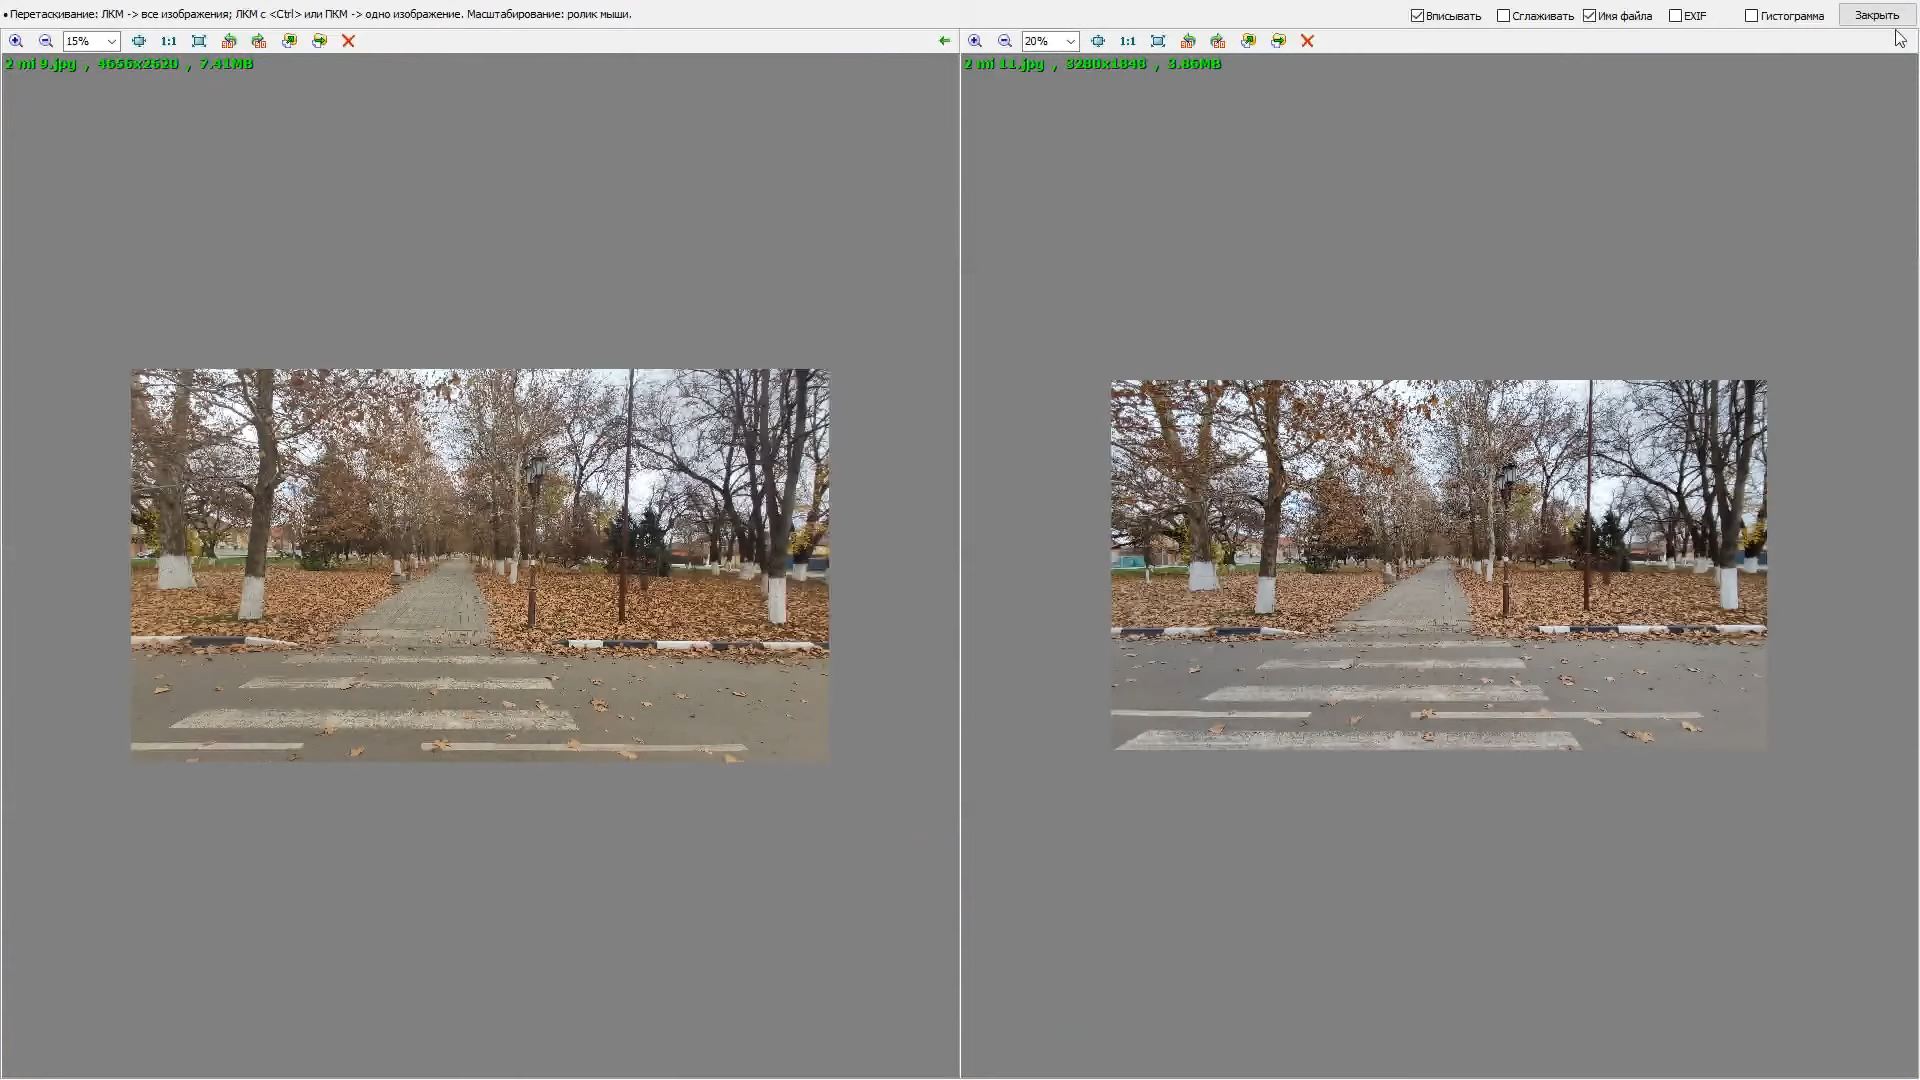 •Перетаскивание: ЛКМ -> все изображения; ЛКМ с <Ctrl> или ПКМ -> одно изображение. Масштабирование: ролик мыши.
Вписывать Сглаживать Имя файла EXIF Гистограмма Закрыть
15% 1:1 20% 1:1
2 mi 9.jpg , 4656x2620 , 7.41MB
2 mi 11.jpg , 3280x1848 , 3.86MB